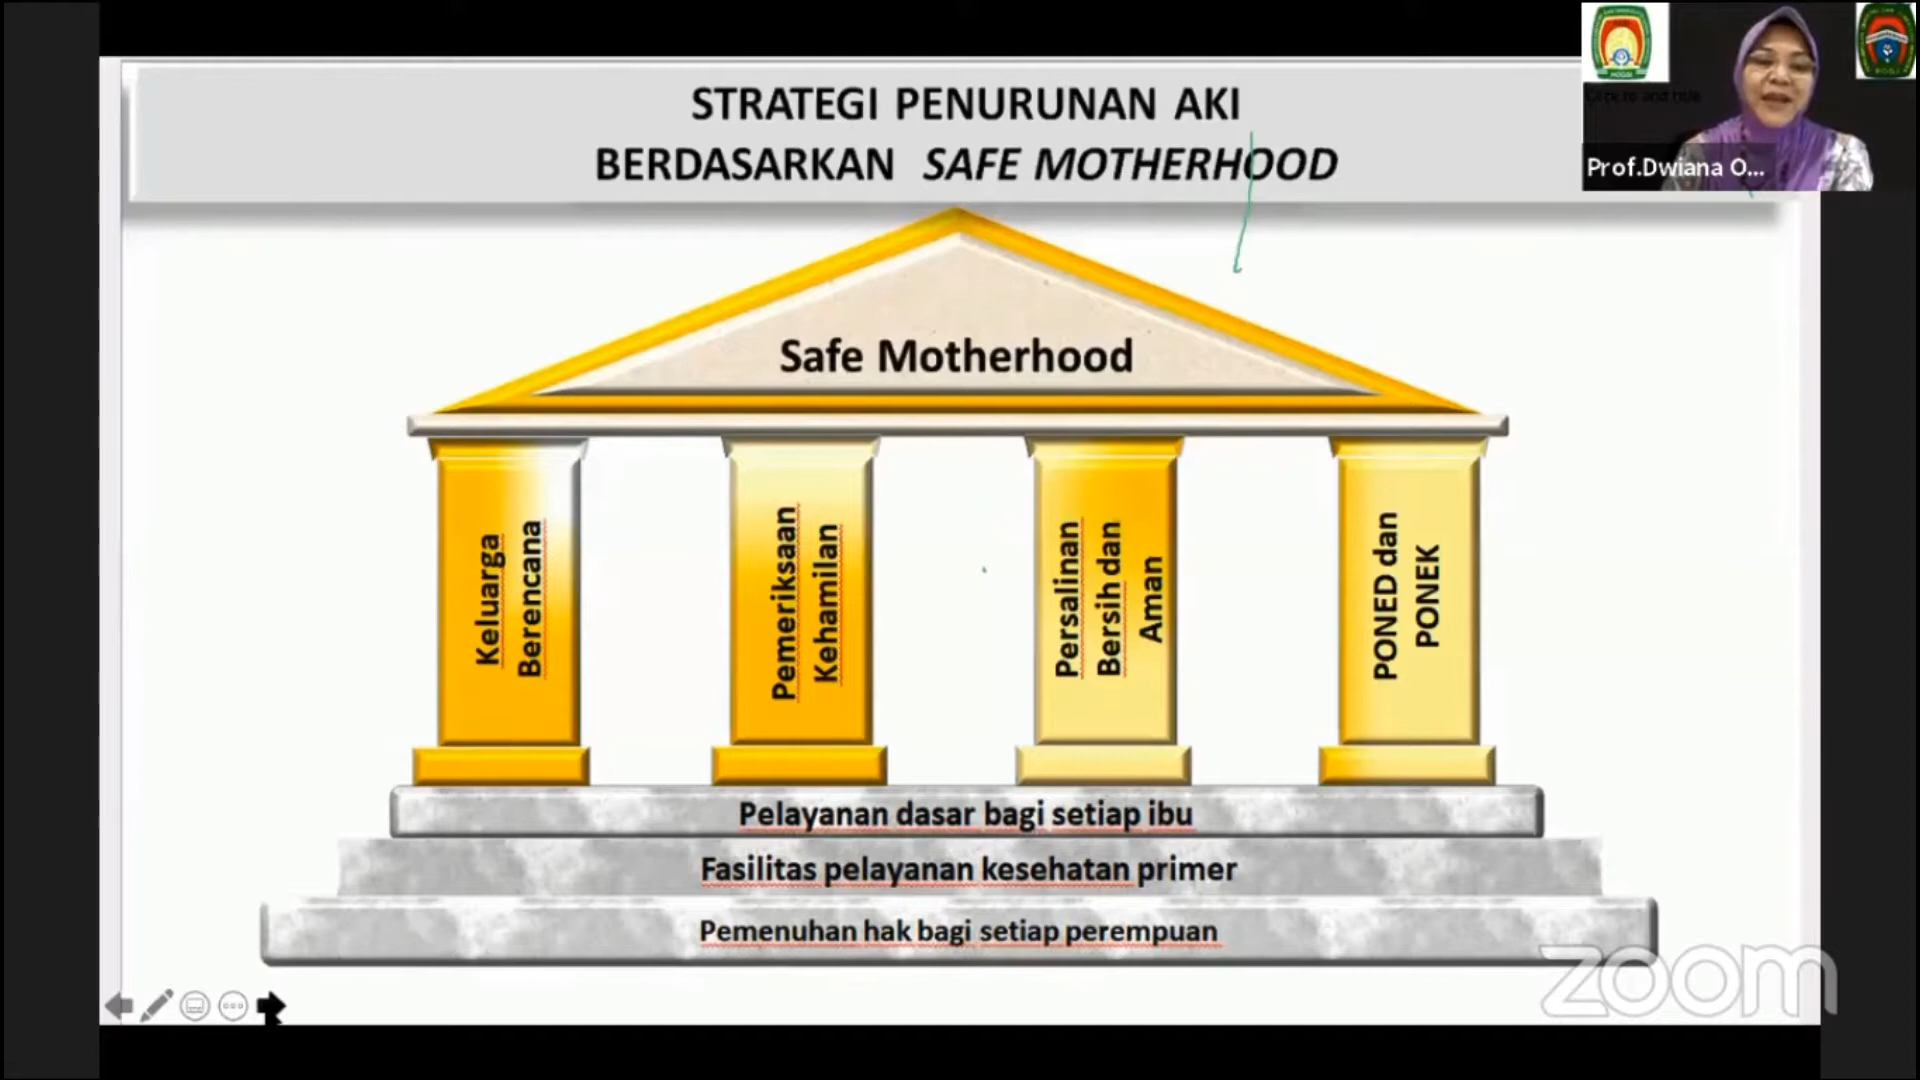 STRATEGI PENURUNAN AKI
BERDASARKAN SAFE MOTHERHOOD
Prof.Dwiana O...
Safe Motherhood
Keluarga
Berencana
Pemeriksaan
Kehamilan
Persalinan
Bersih dan
Aman
PONED dan
PONEK
Pelayanan dasar bagi setiap ibu
Fasilitas pelayanan kesehatan primer
Pemenuhan hak bagi setiap perempuan
zoom